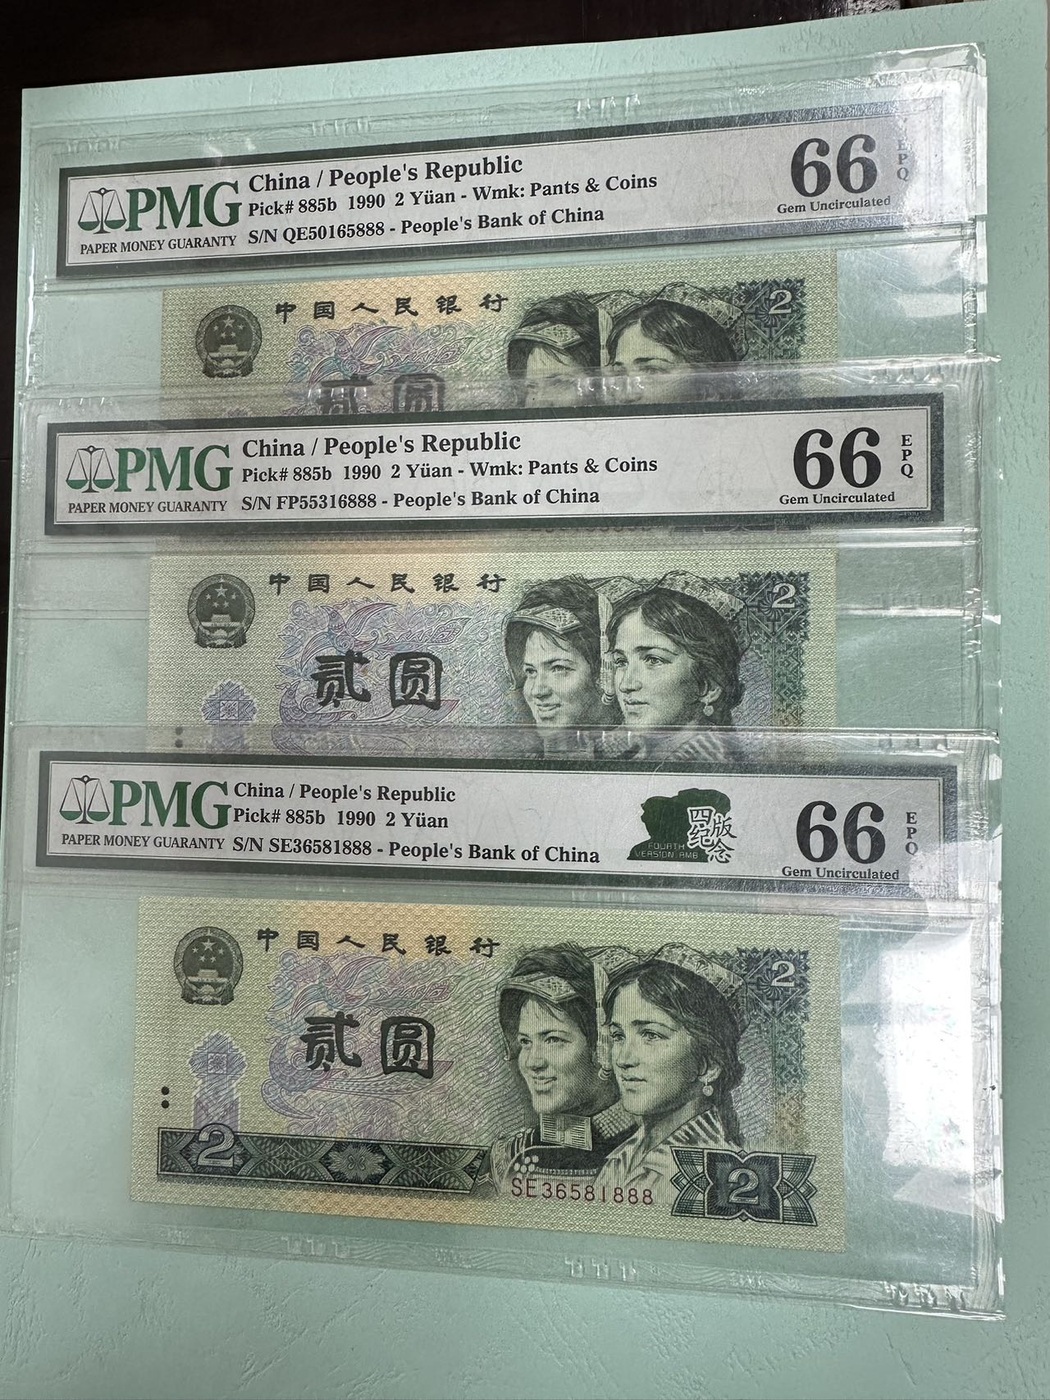 PMG
PAPER MONEY GUARANTY
China / People's Republic
Pick# 885b 1990 2 Yüan - Wmk: Pants & Coins
S/N QE50165888 - People's Bank of China
66
EPQ
Gem Uncirculated
中国人民银行
2
贰圆
PMG
PAPER MONEY GUARANTY
China / People's Republic
Pick# 885b 1990 2 Yüan - Wmk: Pants & Coins
S/N FP55316888 - People's Bank of China
66
EPQ
Gem Uncirculated
中国人民银行
2
贰圆
PMG
PAPER MONEY GUARANTY
China / People's Republic
Pick# 885b 1990 2 Yüan
S/N SE36581888 - People's Bank of China
四版
纪念
FOURTH
VERSION RMB
66
EPQ
Gem Uncirculated
中国人民银行
2
贰圆
2
SE36581888
2